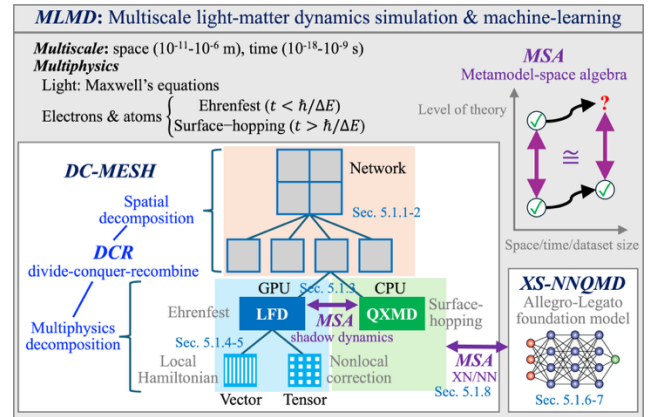 MLMD: Multiscale light-matter dynamics simulation & machine-learning
Multiscale: space (10⁻¹¹-10⁻⁶ m), time (10⁻¹⁸-10⁻⁹ s)
Multiphysics
Light: Maxwell's equations
Electrons & atoms { Ehrenfest (t < ℏ/ΔE)
Surface−hopping (t > ℏ/ΔE)
MSA
Metamodel-space algebra
Level of theory
?
≅
Space/time/dataset size
DC-MESH
Network
Sec. 5.1.1-2
Spatial
decomposition
DCR
divide-conquer-recombine
Multiphysics
decomposition
GPU
Sec. 5.1.3
CPU
Ehrenfest
LFD
MSA
shadow dynamics
QXMD
Surface-
hopping
Sec. 5.1.4-5
Local
Hamiltonian
Nonlocal
correction
Vector
Tensor
MSA
XN/NN
Sec. 5.1.8
XS-NNQMD
Allegro-Legato
foundation model
Sec. 5.1.6-7